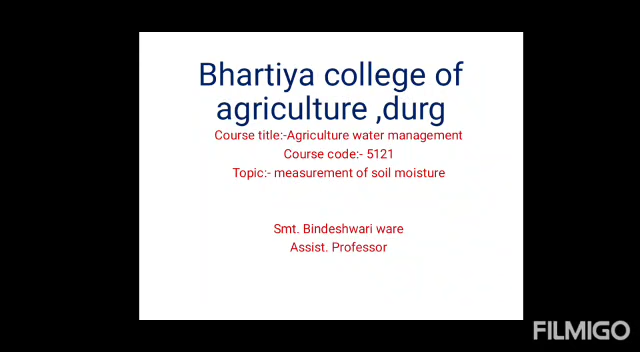 Bhartiya college of
agriculture ,durg
Course title:-Agriculture water management
Course code:- 5121
Topic:- measurement of soil moisture
Smt. Bindeshwari ware
Assist. Professor
FILMIGO